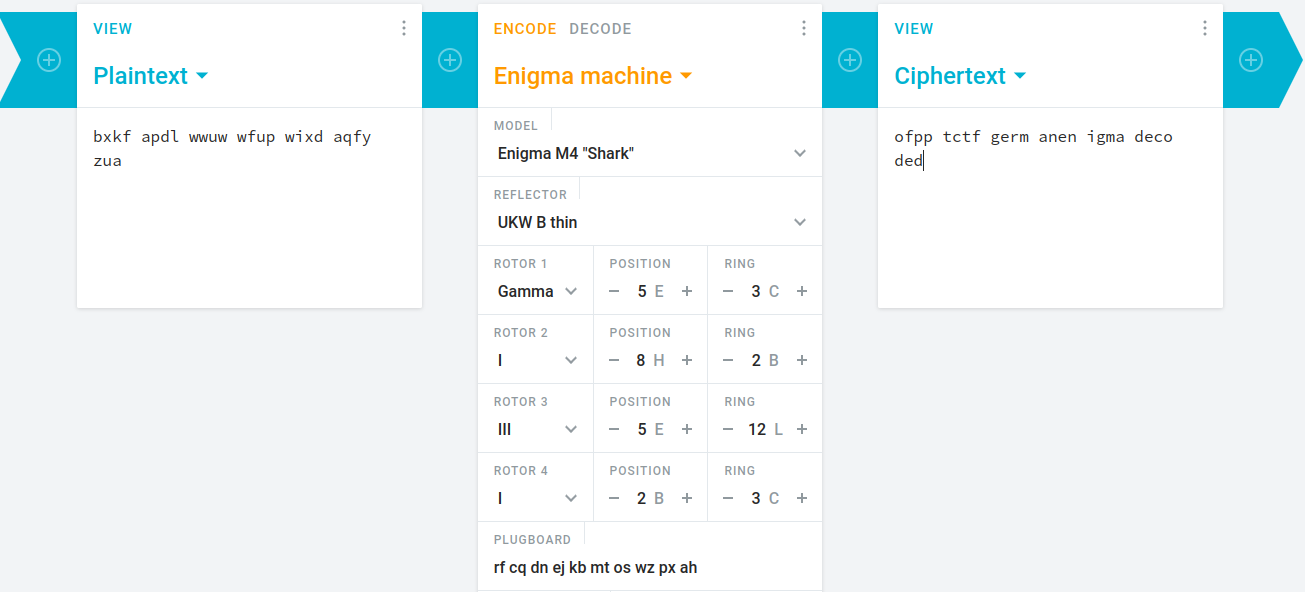 VIEW
Plaintext
bxkf apdl wwuw wfup wixd aqfy
zua
ENCODE DECODE
Enigma machine
MODEL
Enigma M4 "Shark"
REFLECTOR
UKW B thin
ROTOR 1 POSITION RING
Gamma − 5 E + − 3 C +
ROTOR 2 POSITION RING
I − 8 H + − 2 B +
ROTOR 3 POSITION RING
III − 5 E + − 12 L +
ROTOR 4 POSITION RING
I − 2 B + − 3 C +
PLUGBOARD
rf cq dn ej kb mt os wz px ah
VIEW
Ciphertext
ofpp tctf germ anen igma deco
ded